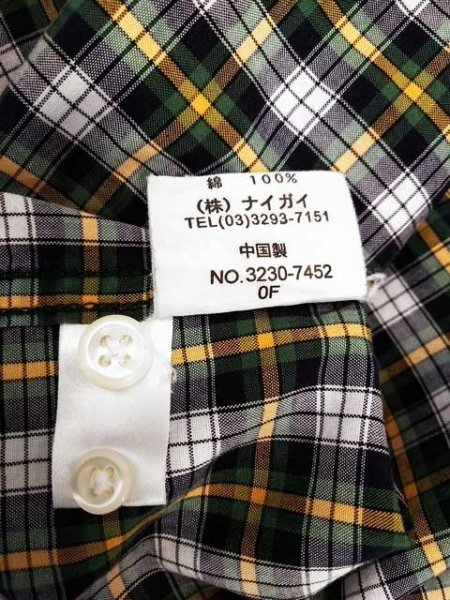 綿 100%
(株) ナイガイ
TEL(03)3293-7151
中国製
NO.3230-7452
0F